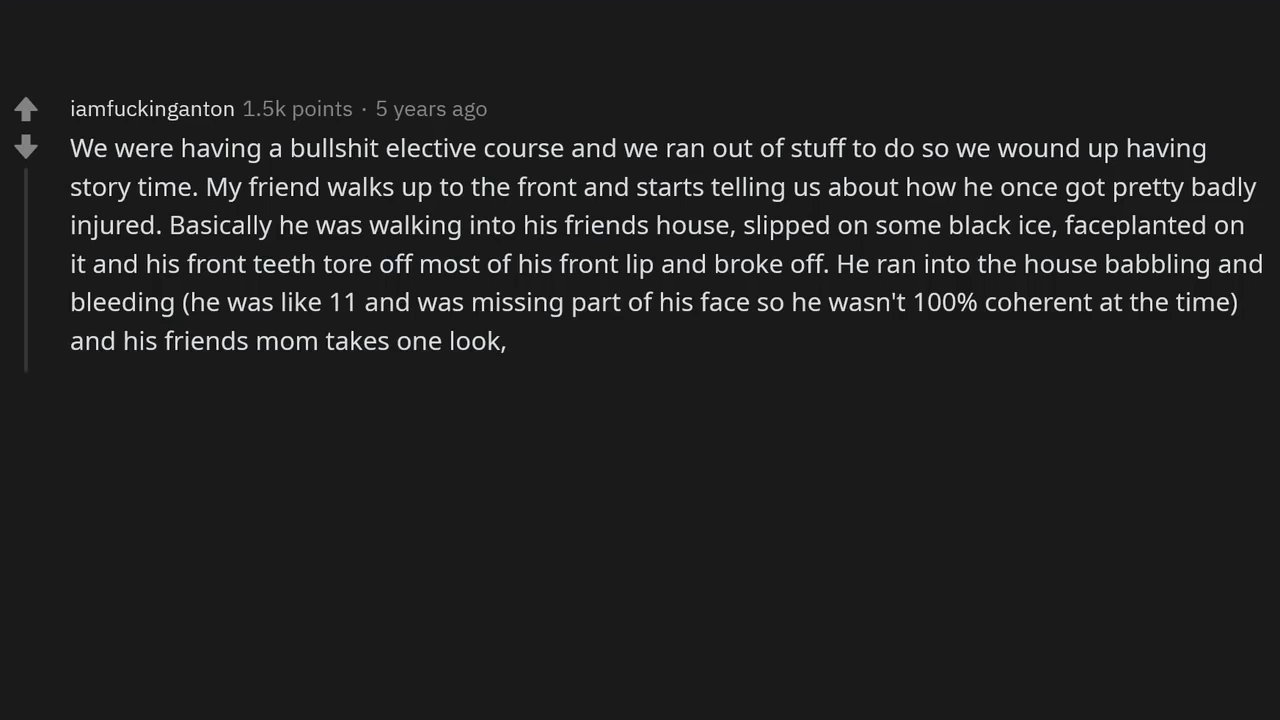 iamfuckinganton 1.5k points · 5 years ago
We were having a bullshit elective course and we ran out of stuff to do so we wound up having
story time. My friend walks up to the front and starts telling us about how he once got pretty badly
injured. Basically he was walking into his friends house, slipped on some black ice, faceplanted on
it and his front teeth tore off most of his front lip and broke off. He ran into the house babbling and
bleeding (he was like 11 and was missing part of his face so he wasn't 100% coherent at the time)
and his friends mom takes one look,